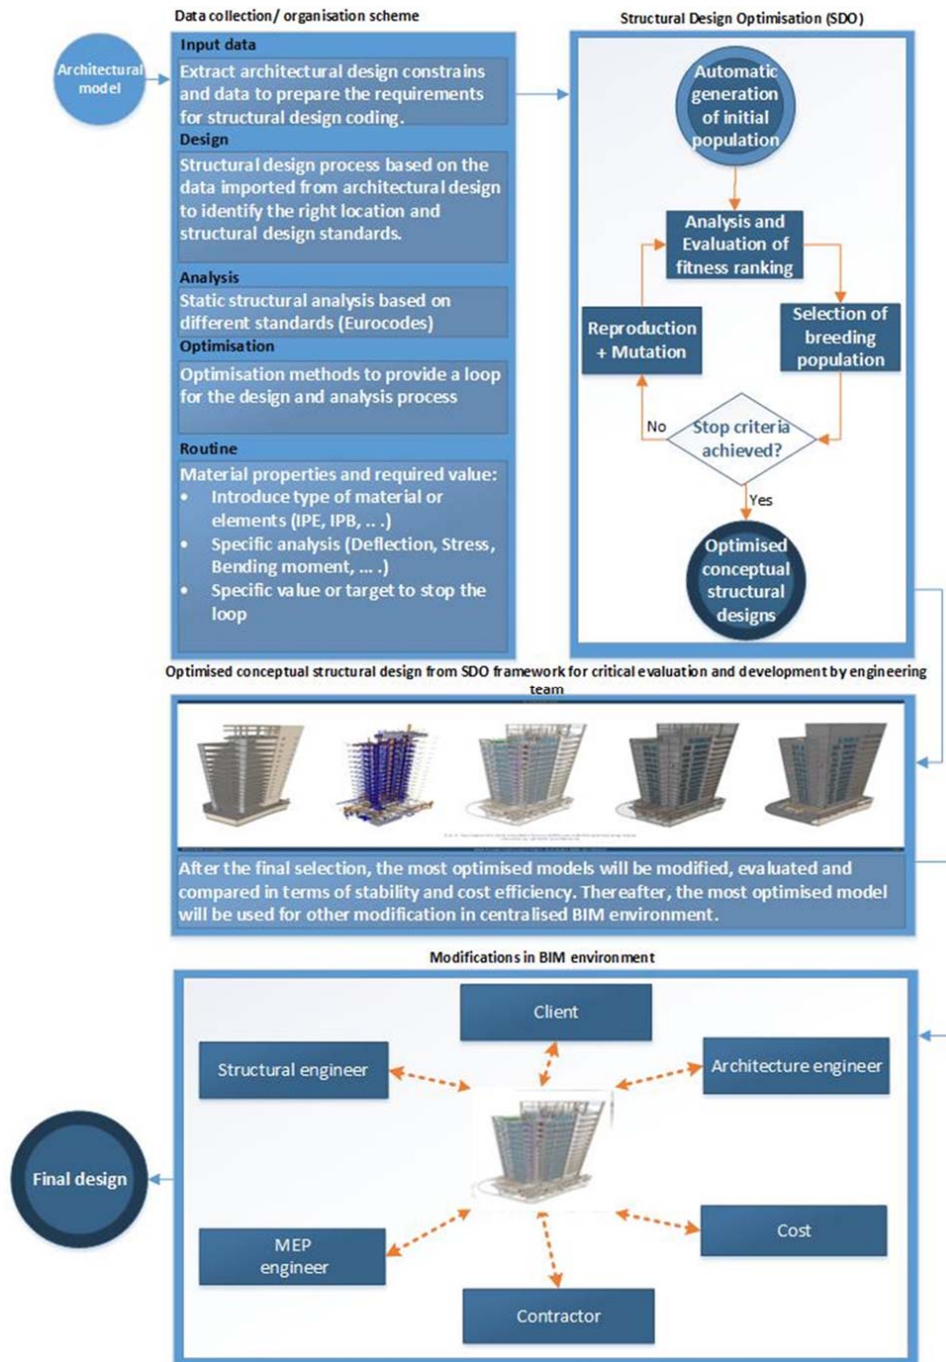 Data collection/ organisation scheme
Architectural
model
Input data
Extract architectural design constrains
and data to prepare the requirements
for structural design coding.
Design
Structural design process based on the
data imported from architectural design
to identify the right location and
structural design standards.
Analysis
Static structural analysis based on
different standards (Eurocodes)
Optimisation
Optimisation methods to provide a loop
for the design and analysis process
Routine
Material properties and required value:
• Introduce type of material or
elements (IPE, IPB, .. .)
• Specific analysis (Deflection, Stress,
Bending moment, ... .)
• Specific value or target to stop the
loop
Structural Design Optimisation (SDO)
Automatic
generation
of initial
population
Analysis and
Evaluation of
fitness ranking
Selection of
breeding
population
Reproduction
+ Mutation
Stop criteria
achieved?
No
Yes
Optimised
conceptual
structural
designs
Optimised conceptual structural design from SDO framework for critical evaluation and development by engineering
team
After the final selection, the most optimised models will be modified, evaluated and
compared in terms of stability and cost efficiency. Thereafter, the most optimised model
will be used for other modification in centralised BIM environment.
Modifications in BIM environment
Client
Structural engineer
Architecture engineer
Final design
MEP
engineer
Cost
Contractor